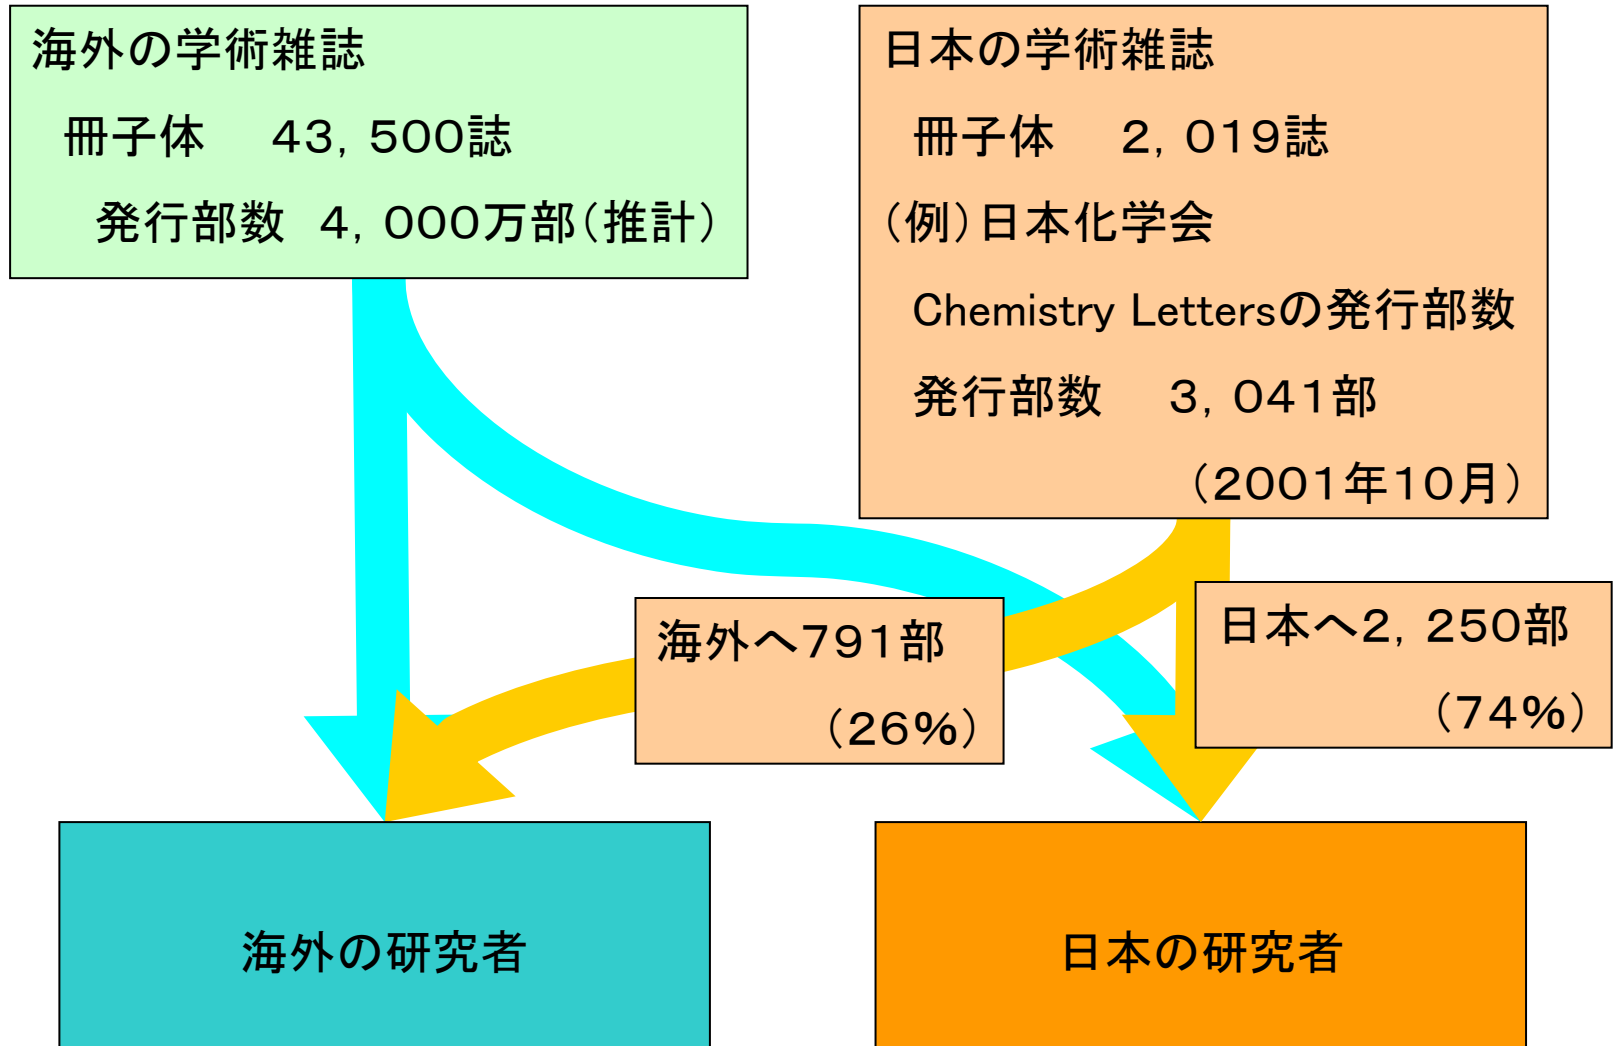 海外の学術雑誌
冊子体　　４３，５００誌
発行部数　４，０００万部（推計）
日本の学術雑誌
冊子体　　２，０１９誌
（例）日本化学会
Chemistry Lettersの発行部数
発行部数　　３，０４１部
（２００１年１０月）
海外へ７９１部
（２６％）
日本へ２，２５０部
（７４％）
海外の研究者
日本の研究者